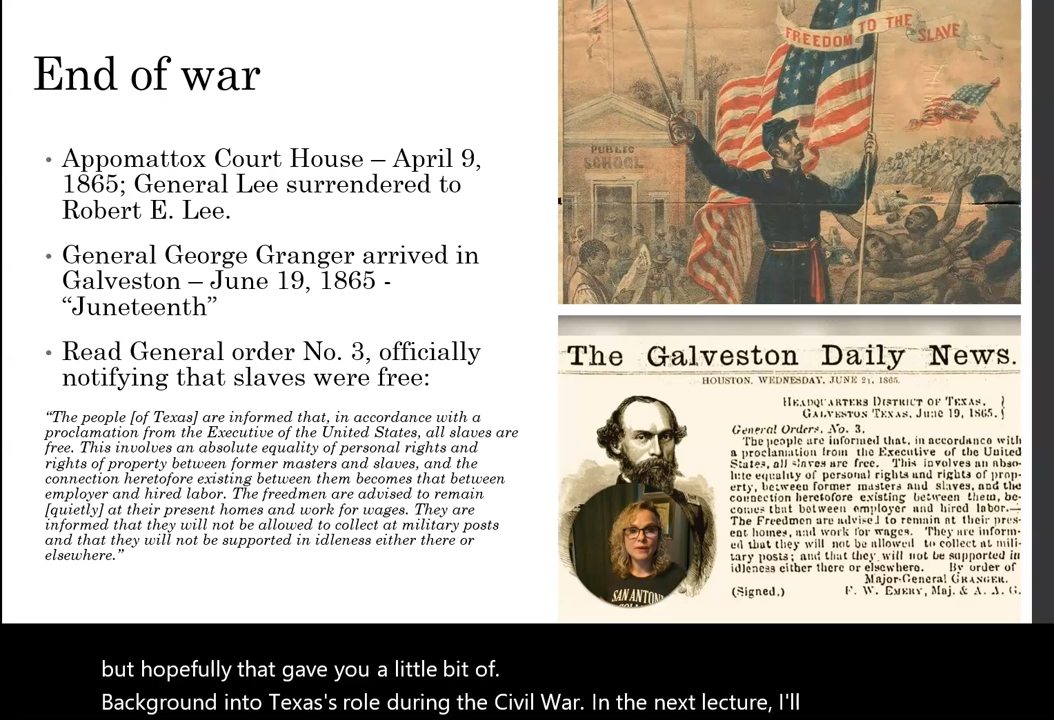 End of war
• Appomattox Court House – April 9,
1865; General Lee surrendered to
Robert E. Lee.
• General George Granger arrived in
Galveston – June 19, 1865 -
“Juneteenth”
• Read General order No. 3, officially
notifying that slaves were free:
“The people [of Texas] are informed that, in accordance with a
proclamation from the Executive of the United States, all slaves are
free. This involves an absolute equality of personal rights and
rights of property between former masters and slaves, and the
connection heretofore existing between them becomes that between
employer and hired labor. The freedmen are advised to remain
[quietly] at their present homes and work for wages. They are
informed that they will not be allowed to collect at military posts
and that they will not be supported in idleness either there or
elsewhere.”
FREEDOM TO THE SLAVE
PUBLIC
SCHOOL
The Galveston Daily News.
HOUSTON, WEDNESDAY, JUNE 21, 1865.
HEADQUARTERS DISTRICT OF TEXAS,
GALVESTON TEXAS, June 19, 1865.
General Orders, No. 3.
The people are informed that, in accordance with
a proclamation from the Executive of the United
States, all slaves are free. This involves an abso-
lute equality of personal rights and rights of prop-
erty, between former masters and slaves, and the
connection heretofore existing between them, be-
comes that between employer and hired labor.—
The Freedmen are advised to remain at their pres-
ent homes, and work for wages. They are inform-
ed that they will not be allowed to collect at mili-
tary posts; and that they will not be supported in
idleness either there or elsewhere. By order of
Major-General GRANGER.
(Signed,) F. W. EMERY, Maj. & A. A. G.
SAN ANTONIO
but hopefully that gave you a little bit of.
Background into Texas's role during the Civil War. In the next lecture, I'll